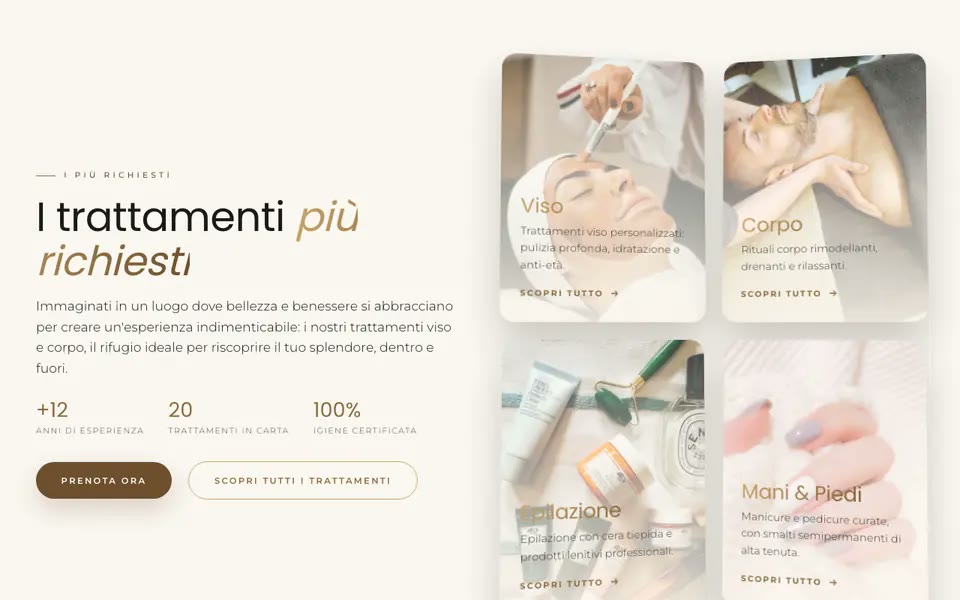 I PIÙ RICHIESTI
I trattamenti più
richiesti
Immaginati in un luogo dove bellezza e benessere si abbracciano
per creare un'esperienza indimenticabile: i nostri trattamenti viso
e corpo, il rifugio ideale per riscoprire il tuo splendore, dentro e
fuori.
+12
ANNI DI ESPERIENZA
20
TRATTAMENTI IN CARTA
100%
IGIENE CERTIFICATA
PRENOTA ORA
SCOPRI TUTTI I TRATTAMENTI
Viso
Trattamenti viso personalizzati:
pulizia profonda, idratazione e
anti-età.
SCOPRI TUTTO →
Corpo
Rituali corpo rimodellanti,
drenanti e rilassanti.
SCOPRI TUTTO →
Epilazione
Epilazione con cera tiepida e
prodotti lenitivi professionali.
SCOPRI TUTTO →
Mani & Piedi
Manicure e pedicure curate,
con smalti semipermanenti di
alta tenuta.
SCOPRI TUTTO →